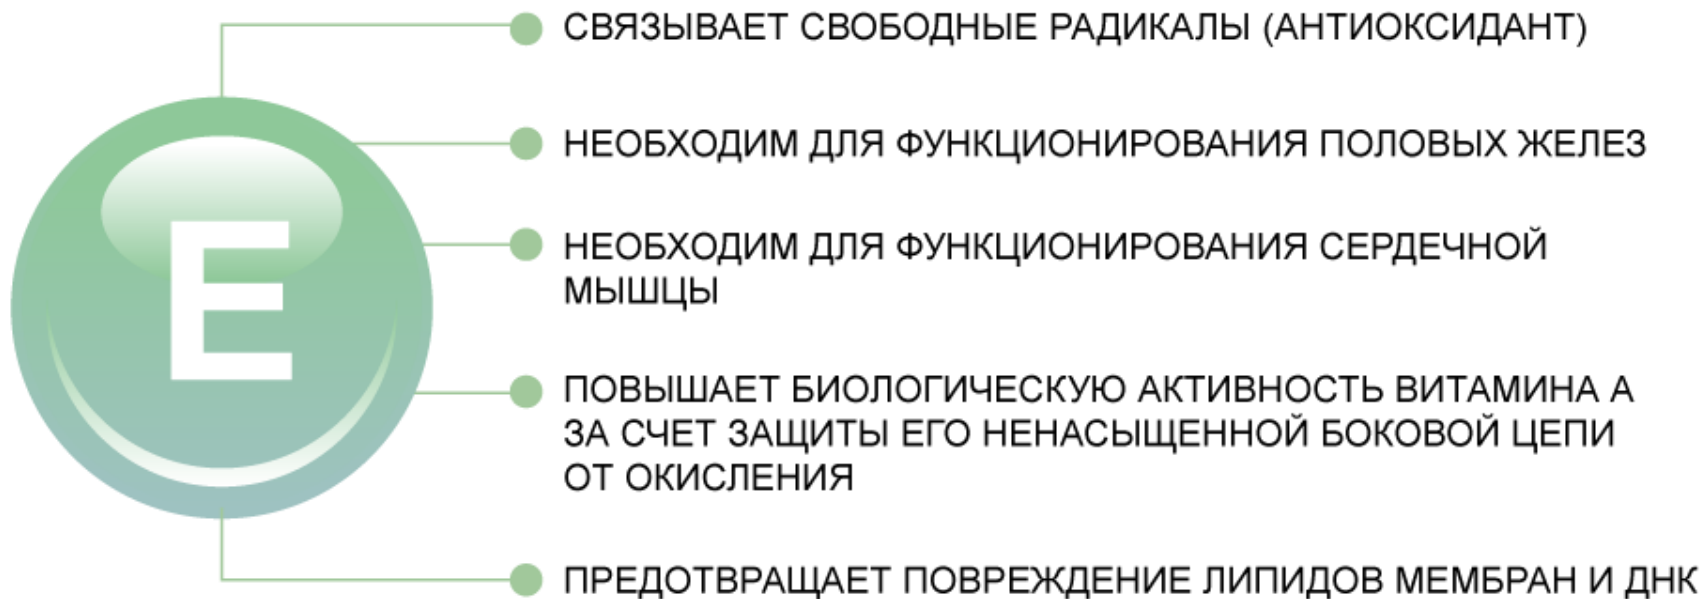 СВЯЗЫВАЕТ СВОБОДНЫЕ РАДИКАЛЫ (АНТИОКСИДАНТ)
НЕОБХОДИМ ДЛЯ ФУНКЦИОНИРОВАНИЯ ПОЛОВЫХ ЖЕЛЕЗ
E
НЕОБХОДИМ ДЛЯ ФУНКЦИОНИРОВАНИЯ СЕРДЕЧНОЙ
МЫШЦЫ
ПОВЫШАЕТ БИОЛОГИЧЕСКУЮ АКТИВНОСТЬ ВИТАМИНА А
ЗА СЧЕТ ЗАЩИТЫ ЕГО НЕНАСЫЩЕННОЙ БОКОВОЙ ЦЕПИ
ОТ ОКИСЛЕНИЯ
ПРЕДОТВРАЩАЕТ ПОВРЕЖДЕНИЕ ЛИПИДОВ МЕМБРАН И ДНК